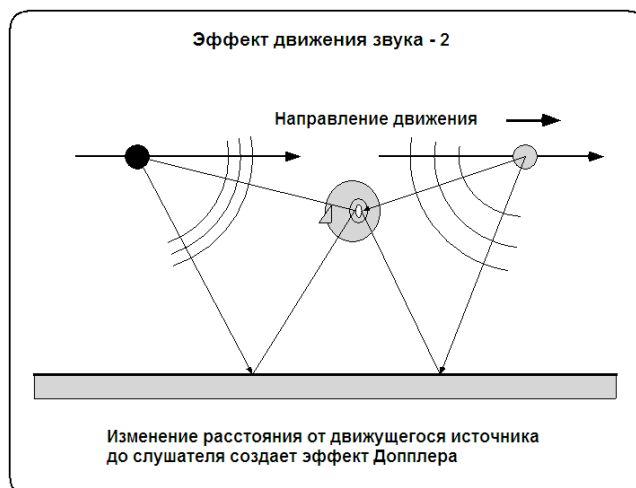 Эффект движения звука - 2
Направление движения
Изменение расстояния от движущегося источника
до слушателя создает эффект Допплера